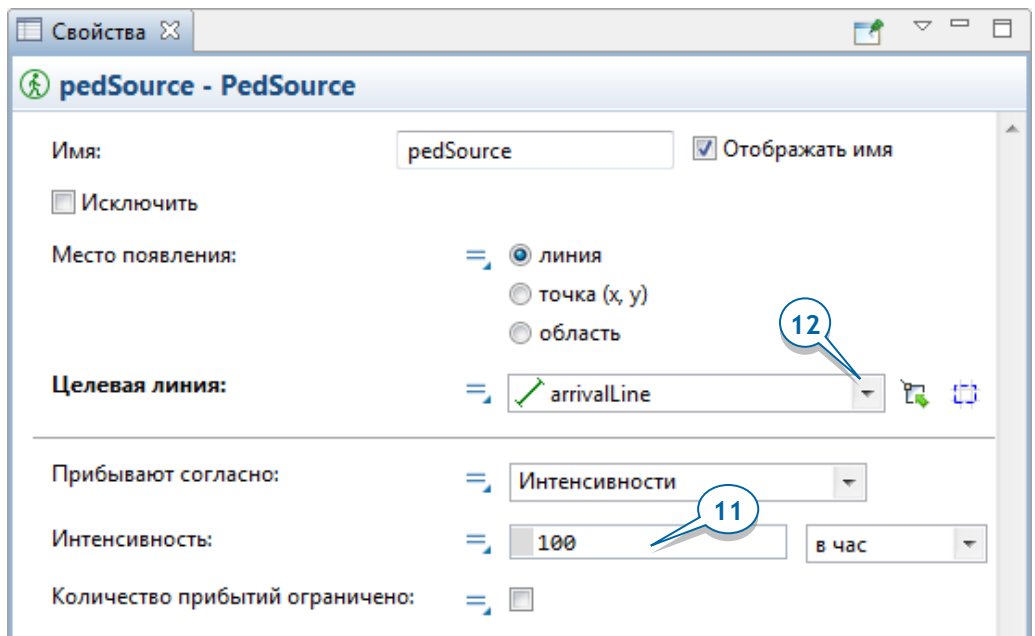 Свойства
pedSource - PedSource
Имя: pedSource Отображать имя
Исключить
Место появления: линия
точка (x, y)
область
12
Целевая линия: arrivalLine
Прибывают согласно: Интенсивности
11
Интенсивность: 100 в час
Количество прибытий ограничено: